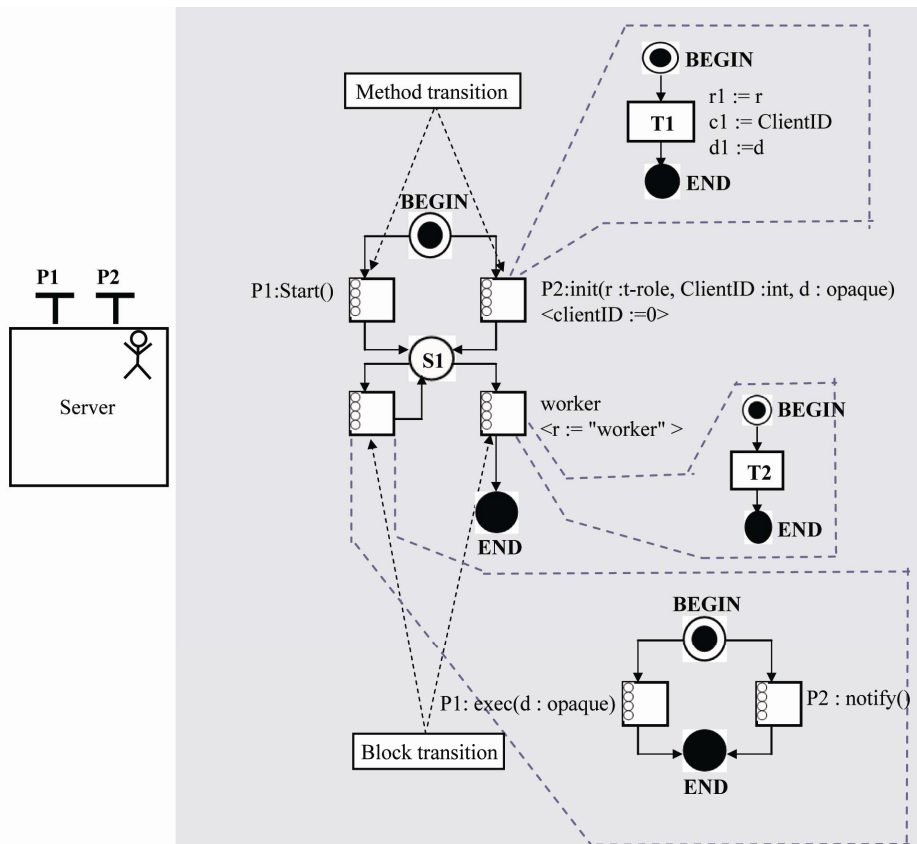 BEGIN
r1 := r
T1
c1 := ClientID
d1 :=d
END
Method transition
BEGIN
P1 P2
P1:Start()
P2:init(r :t-role, ClientID :int, d : opaque)
<clientID :=0>
S1
Server
worker
<r := "worker" >
BEGIN
T2
END
END
BEGIN
P1: exec(d : opaque)
P2 : notify()
Block transition
END